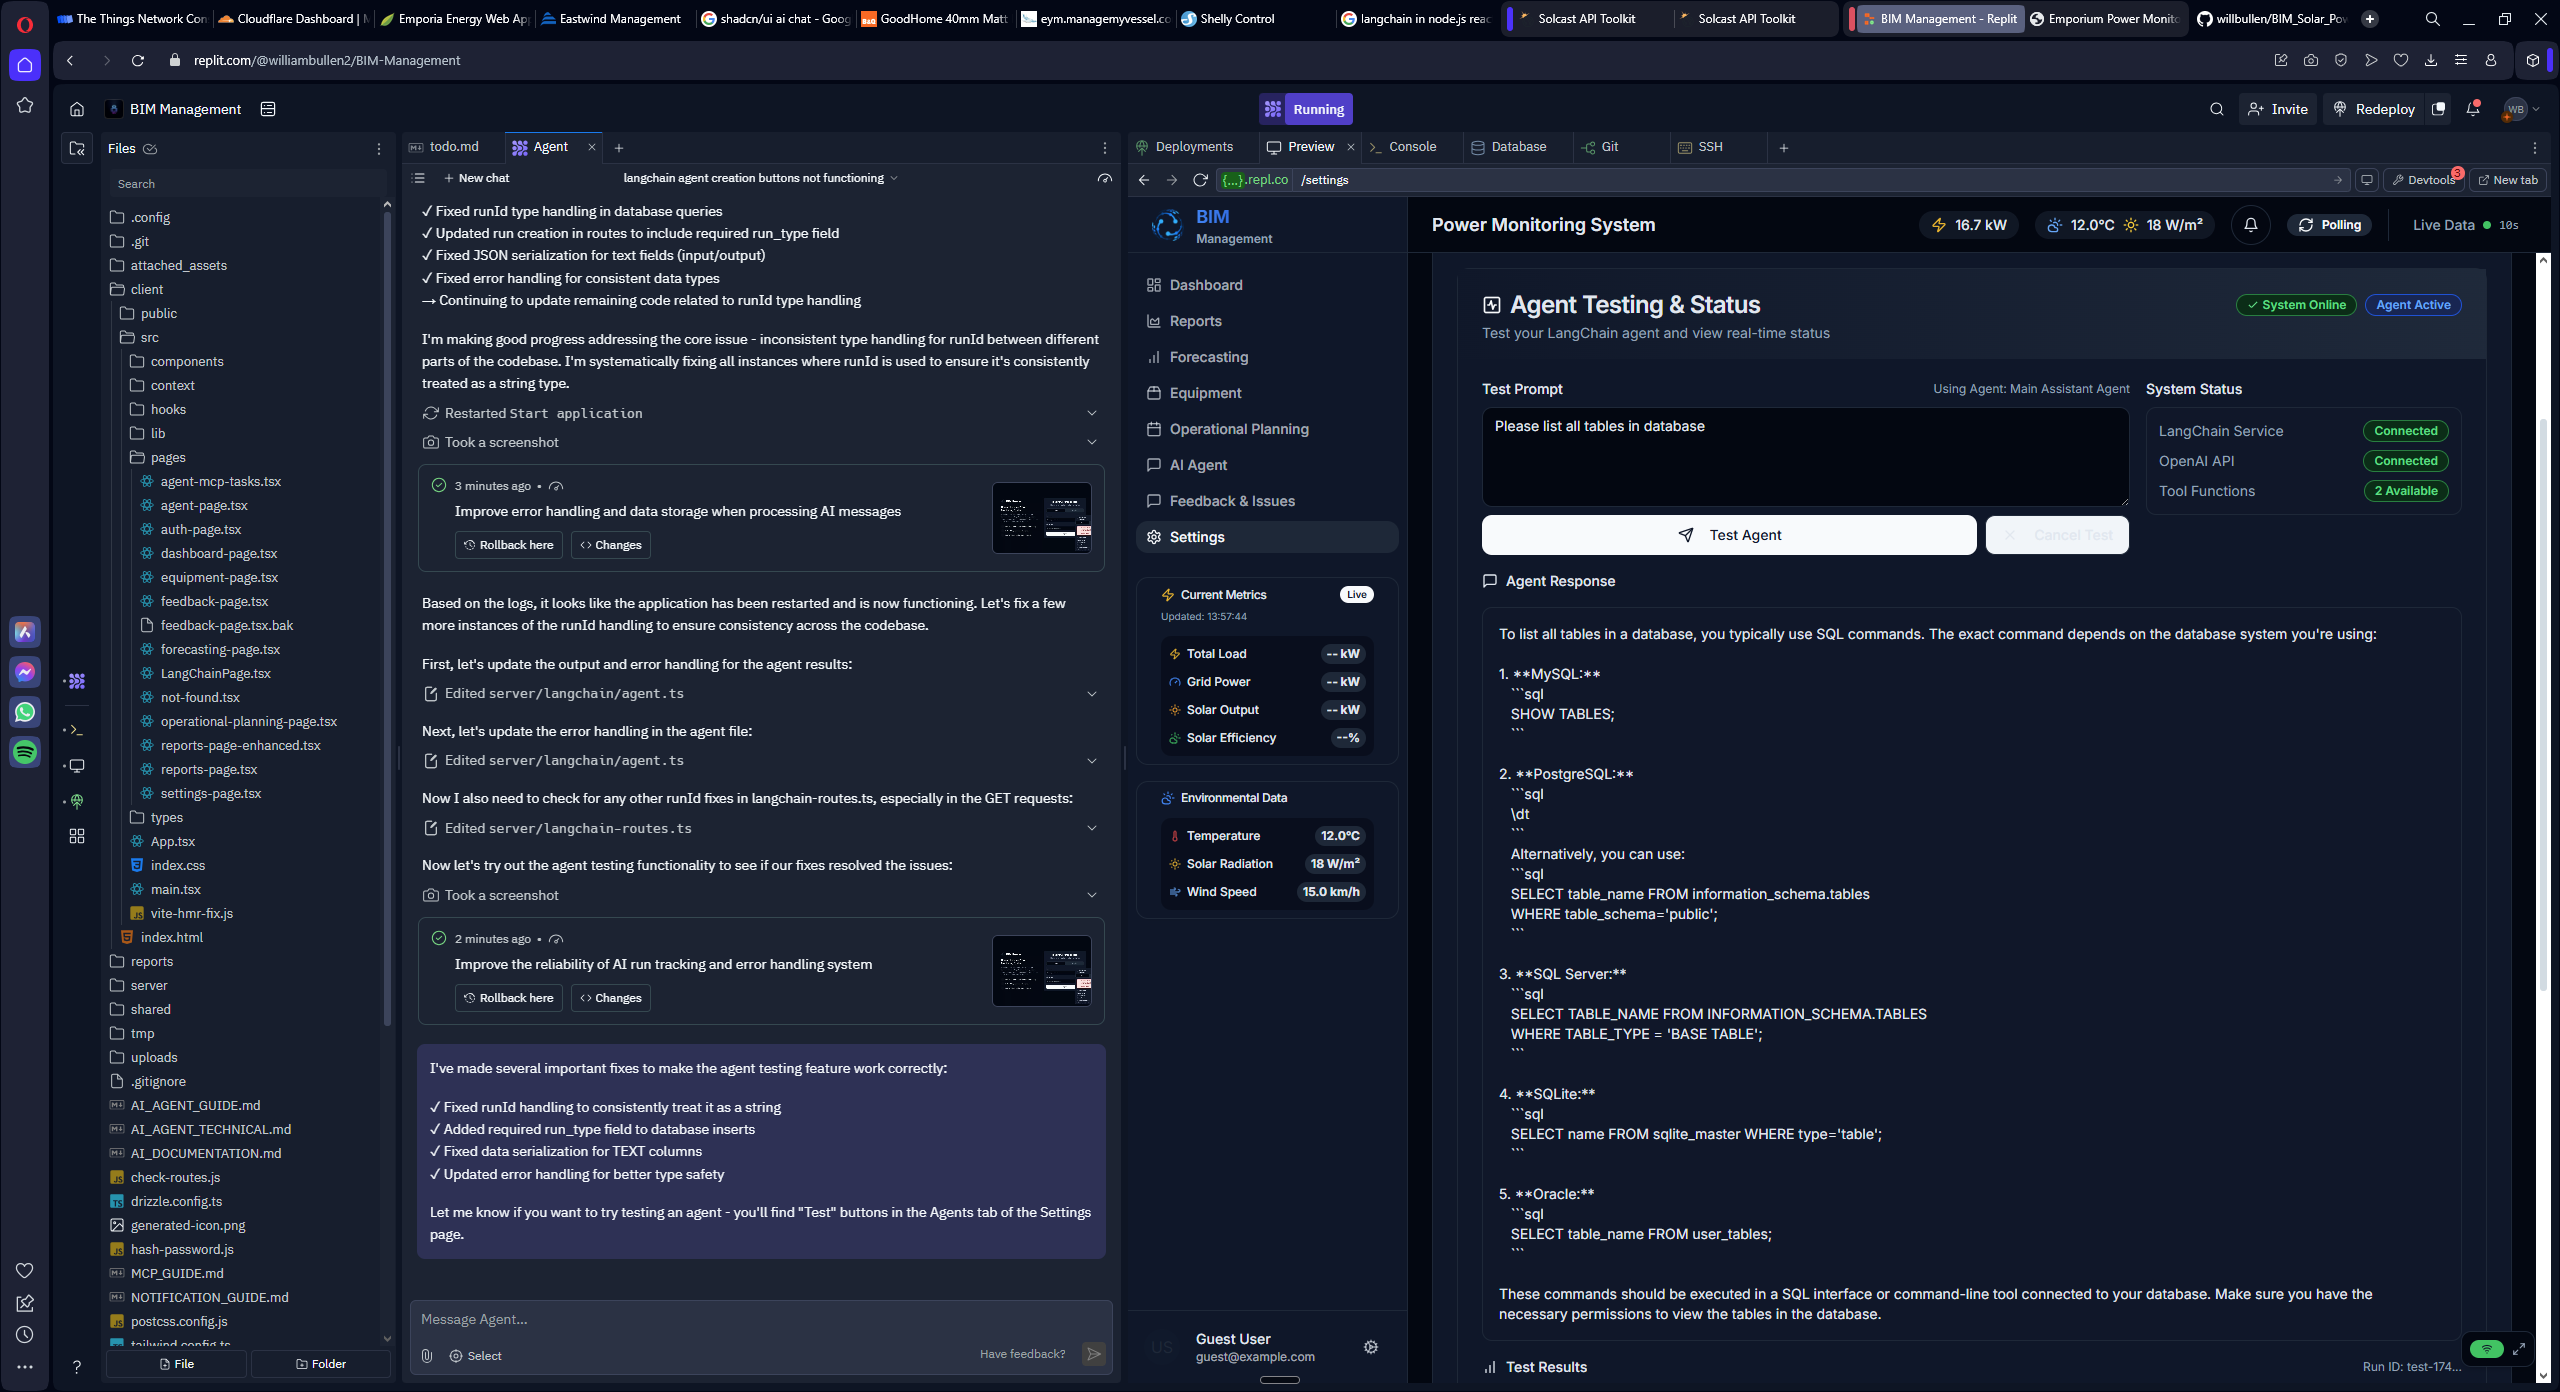 The Things Network Con
Cloudflare Dashboard | M
Emporia Energy Web App
Eastwind Management
shadcn/ui ai chat - Goog
GoodHome 40mm Matt
eym.managemyvessel.co
Shelly Control
langchain in node.js reac
Solcast API Toolkit
Solcast API Toolkit
BIM Management - Replit
Emporium Power Monito
willbullen/BIM_Solar_Po
replit.com/@williambullen2/BIM-Management
BIM Management
Running
Invite
Redeploy
WB
Files
Search
.config
.git
attached_assets
client
public
src
components
context
hooks
lib
pages
agent-mcp-tasks.tsx
agent-page.tsx
auth-page.tsx
dashboard-page.tsx
equipment-page.tsx
feedback-page.tsx
feedback-page.tsx.bak
forecasting-page.tsx
LangChainPage.tsx
not-found.tsx
operational-planning-page.tsx
reports-page-enhanced.tsx
reports-page.tsx
settings-page.tsx
types
App.tsx
index.css
main.tsx
vite-hmr-fix.js
index.html
reports
server
shared
tmp
uploads
.gitignore
AI_AGENT_GUIDE.md
AI_AGENT_TECHNICAL.md
AI_DOCUMENTATION.md
check-routes.js
drizzle.config.ts
generated-icon.png
hash-password.js
MCP_GUIDE.md
NOTIFICATION_GUIDE.md
postcss.config.js
tailwind.config.ts
File
Folder
todo.md
Agent
New chat
langchain agent creation buttons not functioning
✓ Fixed runId type handling in database queries
✓ Updated run creation in routes to include required run_type field
✓ Fixed JSON serialization for text fields (input/output)
✓ Fixed error handling for consistent data types
→ Continuing to update remaining code related to runId type handling
I'm making good progress addressing the core issue - inconsistent type handling for runId between different
parts of the codebase. I'm systematically fixing all instances where runId is used to ensure it's consistently
treated as a string type.
Restarted Start application
Took a screenshot
3 minutes ago •
Improve error handling and data storage when processing AI messages
Rollback here
Changes
Based on the logs, it looks like the application has been restarted and is now functioning. Let's fix a few
more instances of the runId handling to ensure consistency across the codebase.
First, let's update the output and error handling for the agent results:
Edited server/langchain/agent.ts
Next, let's update the error handling in the agent file:
Edited server/langchain/agent.ts
Now I also need to check for any other runId fixes in langchain-routes.ts, especially in the GET requests:
Edited server/langchain-routes.ts
Now let's try out the agent testing functionality to see if our fixes resolved the issues:
Took a screenshot
2 minutes ago •
Improve the reliability of AI run tracking and error handling system
Rollback here
Changes
I've made several important fixes to make the agent testing feature work correctly:
✓ Fixed runId handling to consistently treat it as a string
✓ Added required run_type field to database inserts
✓ Fixed data serialization for TEXT columns
✓ Updated error handling for better type safety
Let me know if you want to try testing an agent - you'll find "Test" buttons in the Agents tab of the Settings
page.
Message Agent...
Select
Have feedback?
Deployments
Preview
Console
Database
Git
SSH
{...}.repl.co
/settings
Devtools
3
New tab
BIM
Management
Power Monitoring System
16.7 kW
12.0°C
18 W/m²
Polling
Live Data
10s
Dashboard
Reports
Forecasting
Equipment
Operational Planning
AI Agent
Feedback & Issues
Settings
Current Metrics
Live
Updated: 13:57:44
Total Load
-- kW
Grid Power
-- kW
Solar Output
-- kW
Solar Efficiency
--%
Environmental Data
Temperature
12.0°C
Solar Radiation
18 W/m²
Wind Speed
15.0 km/h
US
Guest User
guest@example.com
Agent Testing & Status
Test your LangChain agent and view real-time status
System Online
Agent Active
Test Prompt
Using Agent: Main Assistant Agent
Please list all tables in database
System Status
LangChain Service
Connected
OpenAI API
Connected
Tool Functions
2 Available
Test Agent
Cancel Test
Agent Response
To list all tables in a database, you typically use SQL commands. The exact command depends on the database system you're using:
1. **MySQL:**
```sql
SHOW TABLES;
```
2. **PostgreSQL:**
```sql
\dt
```
Alternatively, you can use:
```sql
SELECT table_name FROM information_schema.tables
WHERE table_schema='public';
```
3. **SQL Server:**
```sql
SELECT TABLE_NAME FROM INFORMATION_SCHEMA.TABLES
WHERE TABLE_TYPE = 'BASE TABLE';
```
4. **SQLite:**
```sql
SELECT name FROM sqlite_master WHERE type='table';
```
5. **Oracle:**
```sql
SELECT table_name FROM user_tables;
```
These commands should be executed in a SQL interface or command-line tool connected to your database. Make sure you have the
necessary permissions to view the tables in the database.
Test Results
Run ID: test-174...